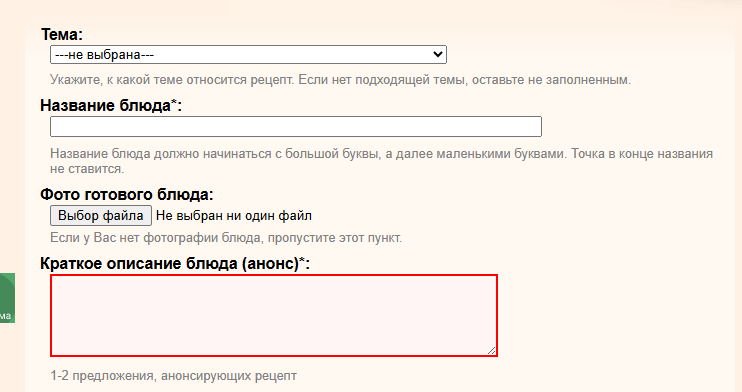 Тема:
---не выбрана---
Укажите, к какой теме относится рецепт. Если нет подходящей темы, оставьте не заполненным.
Название блюда*:
Название блюда должно начинаться с большой буквы, а далее маленькими буквами. Точка в конце названия
не ставится.
Фото готового блюда:
Выбор файла Не выбран ни один файл
Если у Вас нет фотографии блюда, пропустите этот пункт.
Краткое описание блюда (анонс)*:
ма
1-2 предложения, анонсирующих рецепт